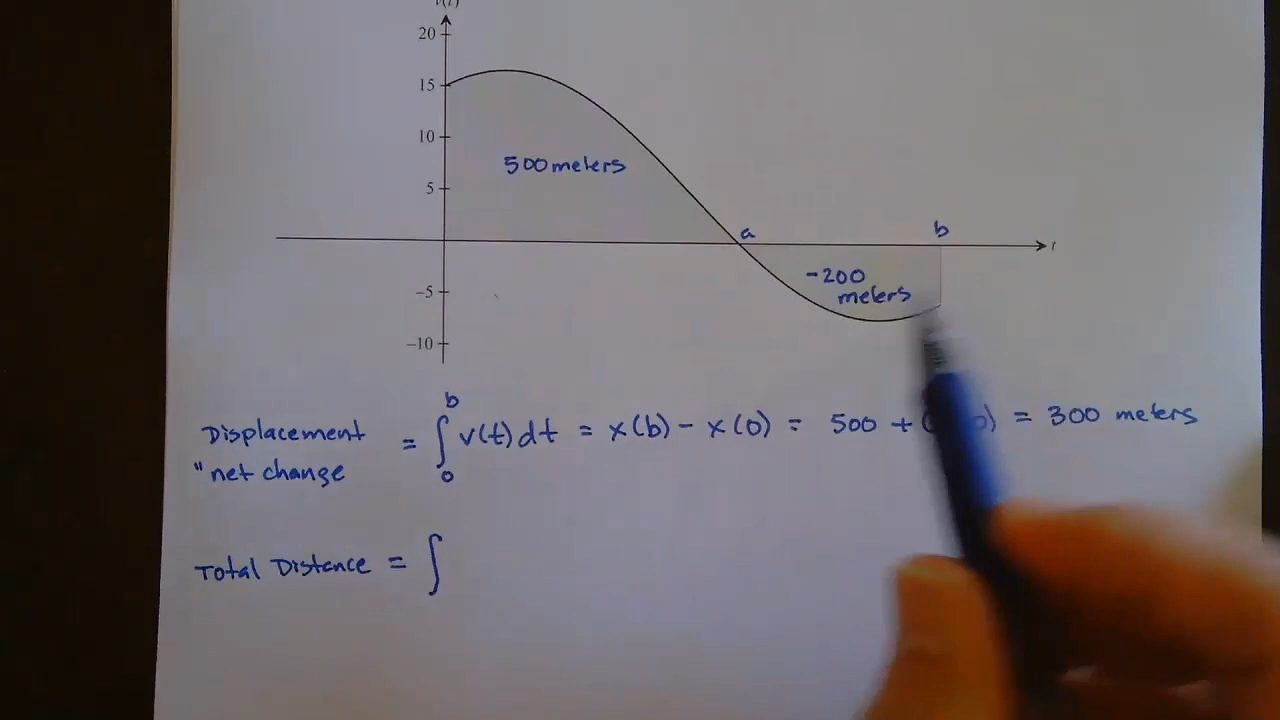 20
15
10
500 meters
5
a
b
t
-200
meters
-5
-10
Displacement = ∫₀ᵇ v(t) dt = x(b) - x(0) = 500 + ( 0) = 300 meters
"net change
Total Distance = ∫